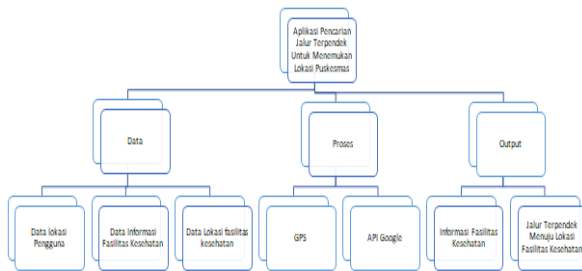 Aplikasi Pencarian
Jalur Terpendek
Untuk Menemukan
Lokasi Puskesmas
Data
Proses
Output
Data lokasi
Pengguna
Data Informasi
Fasilitas Kesehatan
Data Lokasi fasilitas
kesehatan
GPS
API Google
Informasi Fasilitas
Kesehatan
Jalur Terpendek
Menuju Lokasi
Fasilitas Kesehatan